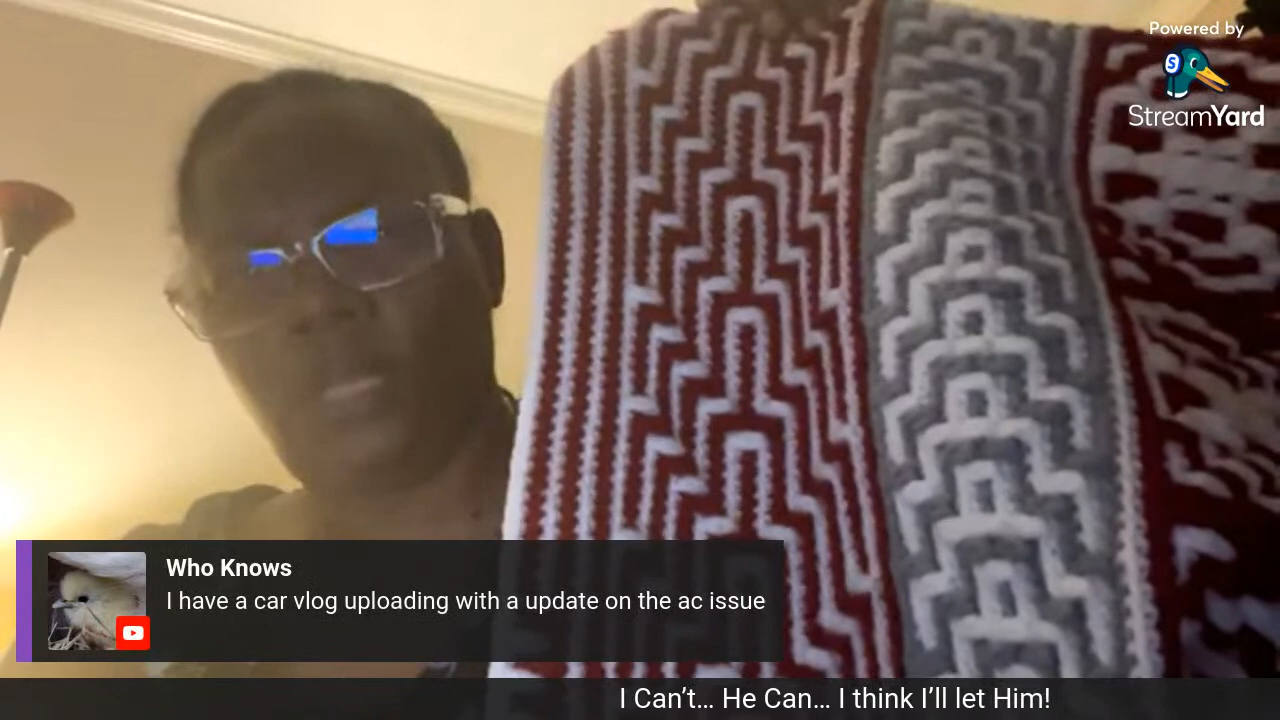 Powered by
StreamYard
Who Knows
I have a car vlog uploading with a update on the ac issue
I Can’t… He Can… I think I’ll let Him!